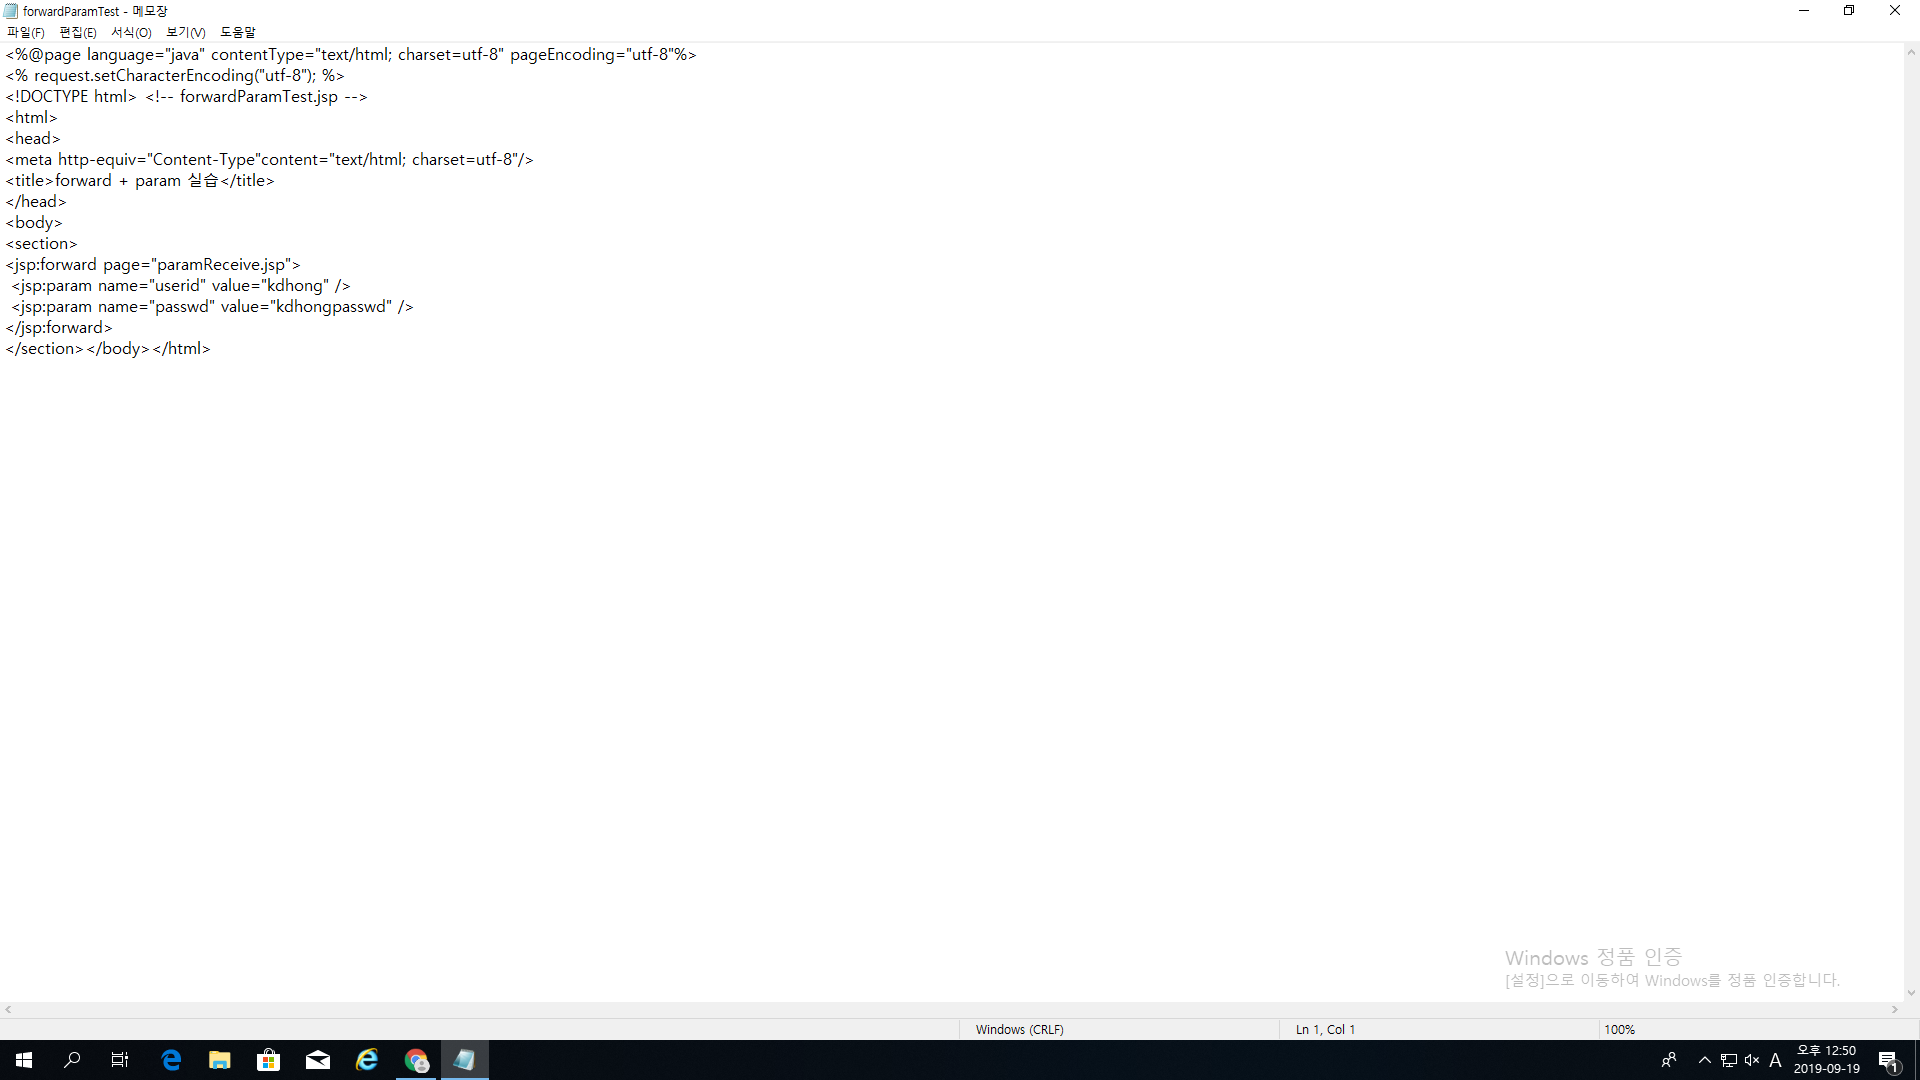 forwardParamTest - 메모장
파일(F) 편집(E) 서식(O) 보기(V) 도움말
<%@page language="java" contentType="text/html; charset=utf-8" pageEncoding="utf-8"%>
<% request.setCharacterEncoding("utf-8"); %>
<!DOCTYPE html> <!-- forwardParamTest.jsp -->
<html>
<head>
<meta http-equiv="Content-Type"content="text/html; charset=utf-8"/>
<title>forward + param 실습</title>
</head>
<body>
<section>
<jsp:forward page="paramReceive.jsp">
<jsp:param name="userid" value="kdhong" />
<jsp:param name="passwd" value="kdhongpasswd" />
</jsp:forward>
</section></body></html>
Windows 정품 인증
[설정]으로 이동하여 Windows를 정품 인증합니다.
Windows (CRLF) Ln 1, Col 1 100%
A 오후 12:50
2019-09-19
1